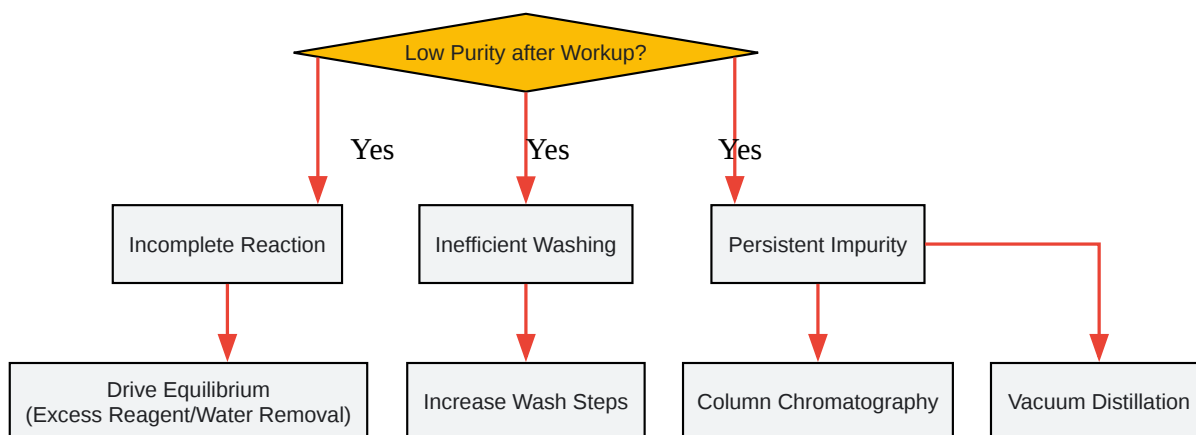 Low Purity after Workup?
Yes
Yes
Yes
Incomplete Reaction
Inefficient Washing
Persistent Impurity
Drive Equilibrium
(Excess Reagent/Water Removal)
Increase Wash Steps
Column Chromatography
Vacuum Distillation